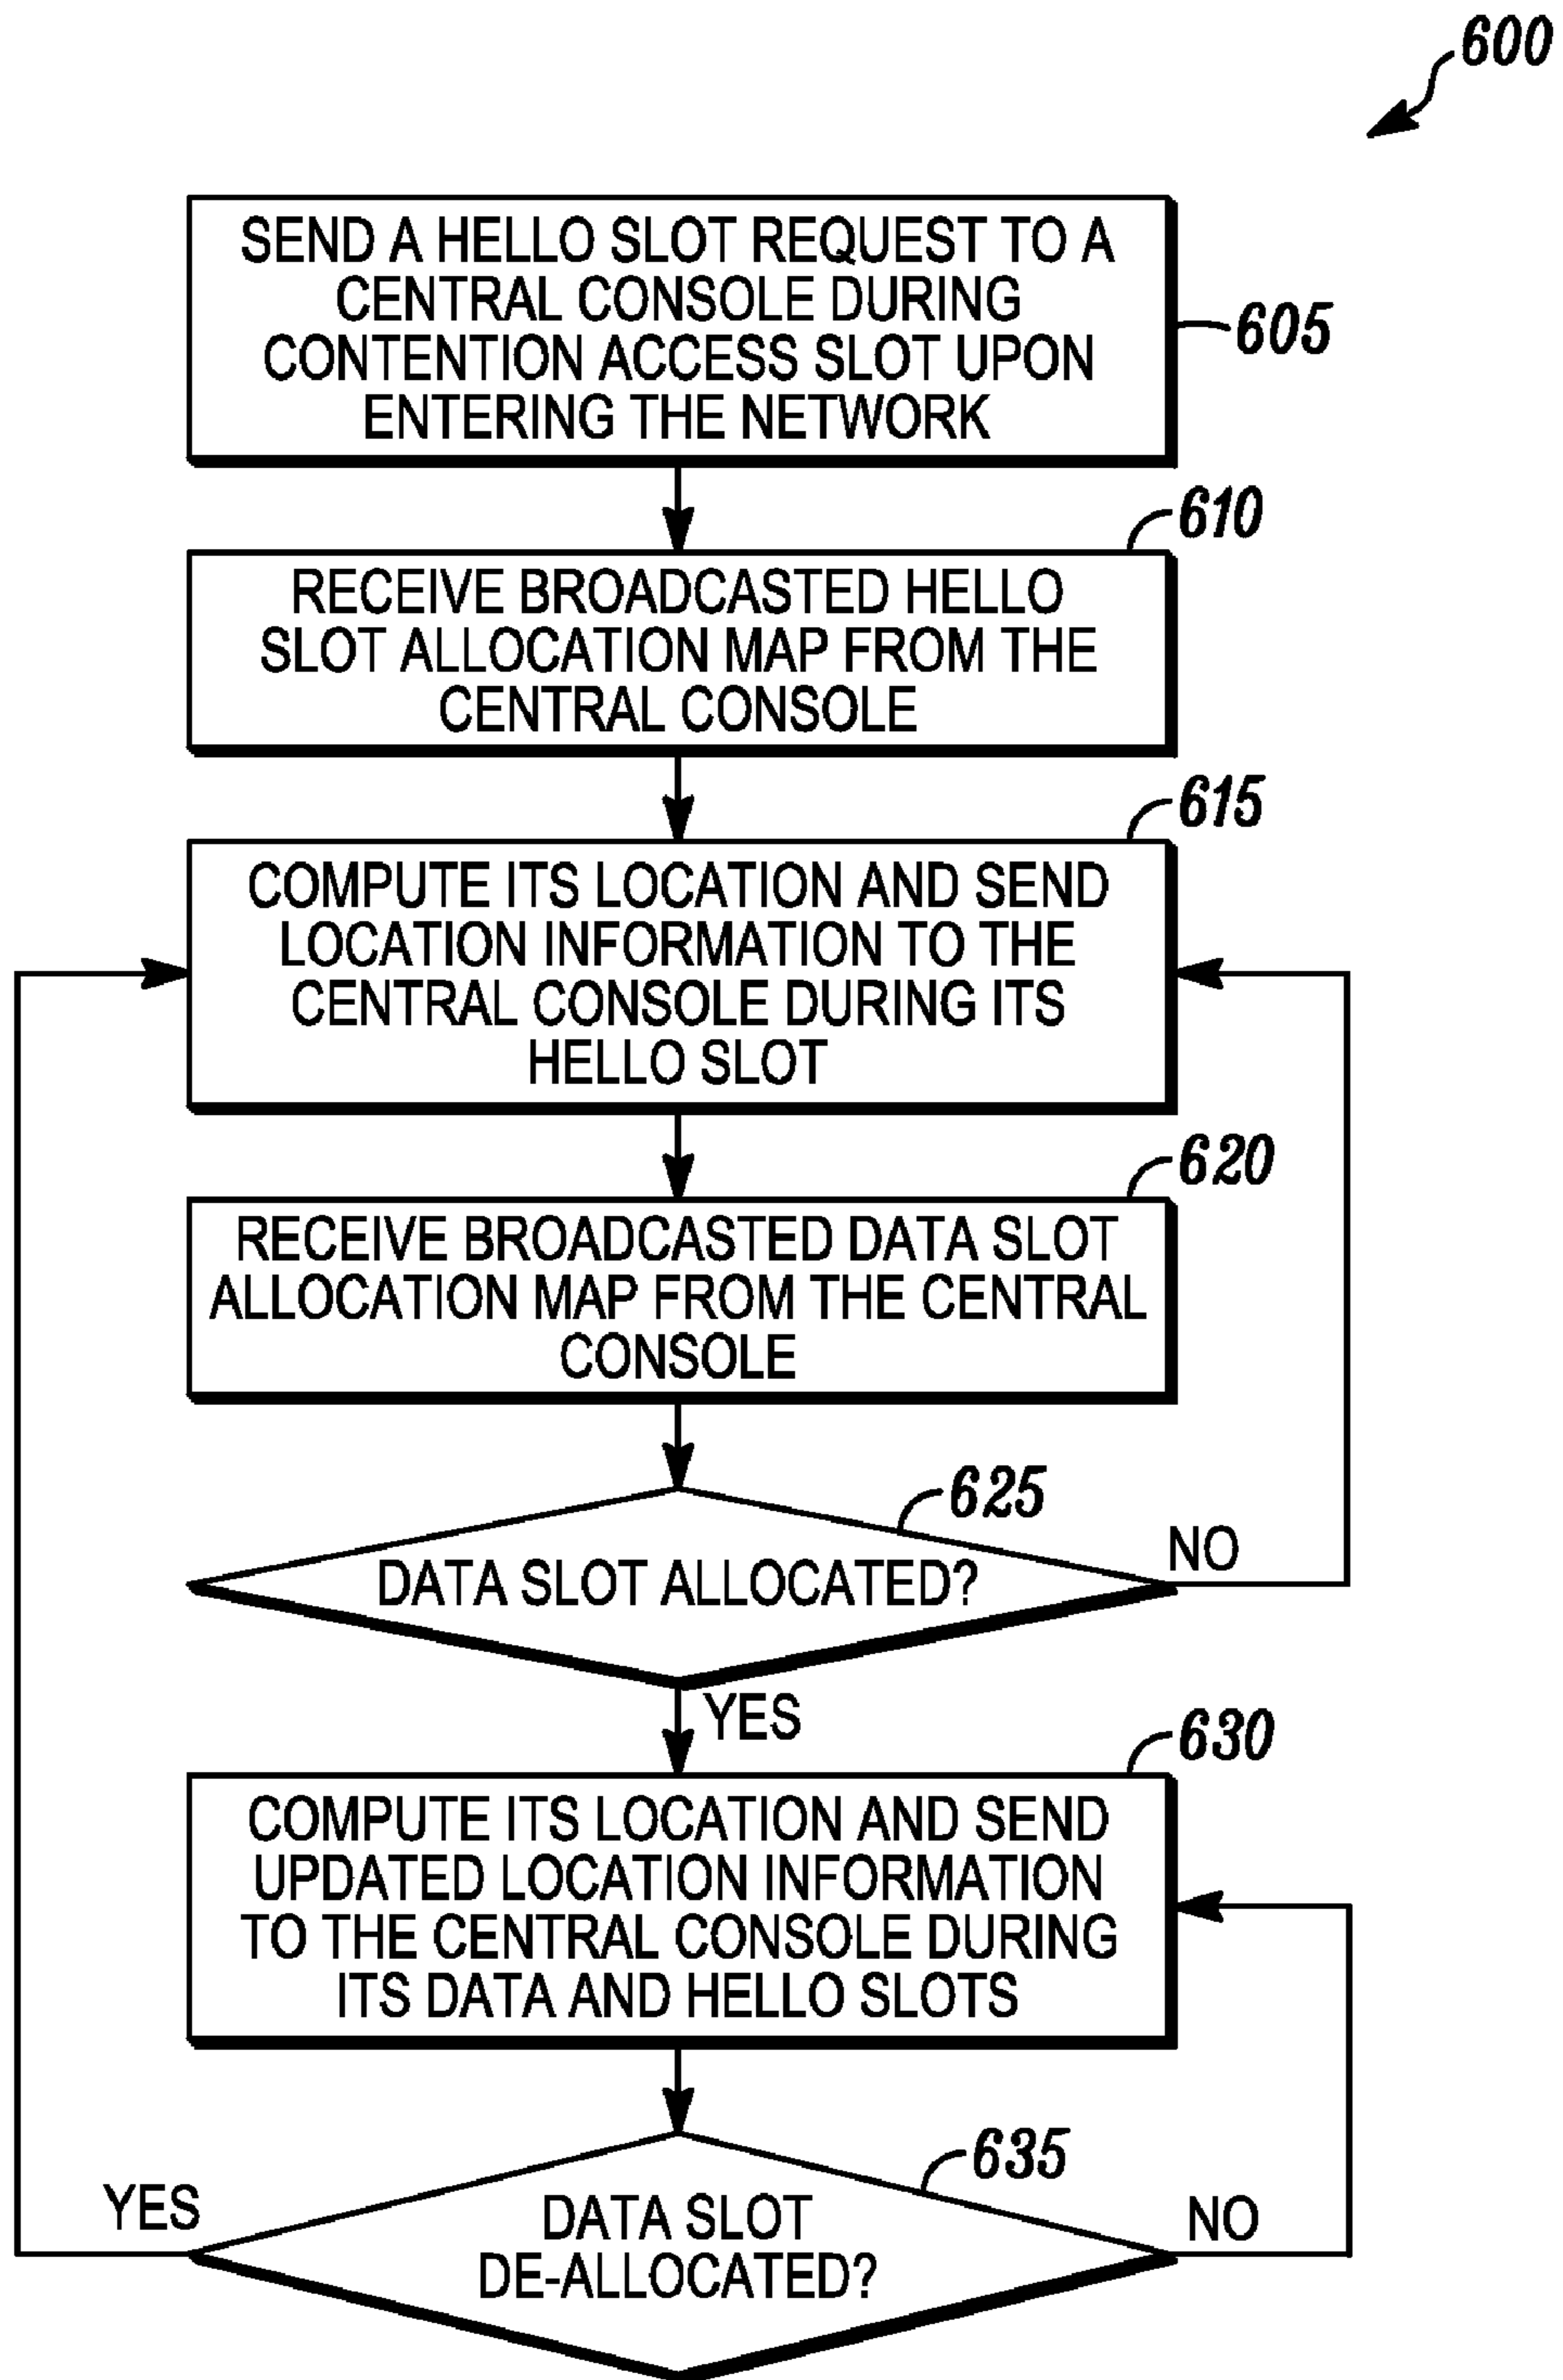 600
SEND A HELLO SLOT REQUEST TO A
CENTRAL CONSOLE DURING
CONTENTION ACCESS SLOT UPON
ENTERING THE NETWORK
605
610
RECEIVE BROADCASTED HELLO
SLOT ALLOCATION MAP FROM THE
CENTRAL CONSOLE
615
COMPUTE ITS LOCATION AND SEND
LOCATION INFORMATION TO THE
CENTRAL CONSOLE DURING ITS
HELLO SLOT
620
RECEIVE BROADCASTED DATA SLOT
ALLOCATION MAP FROM THE CENTRAL
CONSOLE
625
DATA SLOT ALLOCATED?
NO
YES
630
COMPUTE ITS LOCATION AND SEND
UPDATED LOCATION INFORMATION
TO THE CENTRAL CONSOLE DURING
ITS DATA AND HELLO SLOTS
635
YES
DATA SLOT
DE-ALLOCATED?
NO